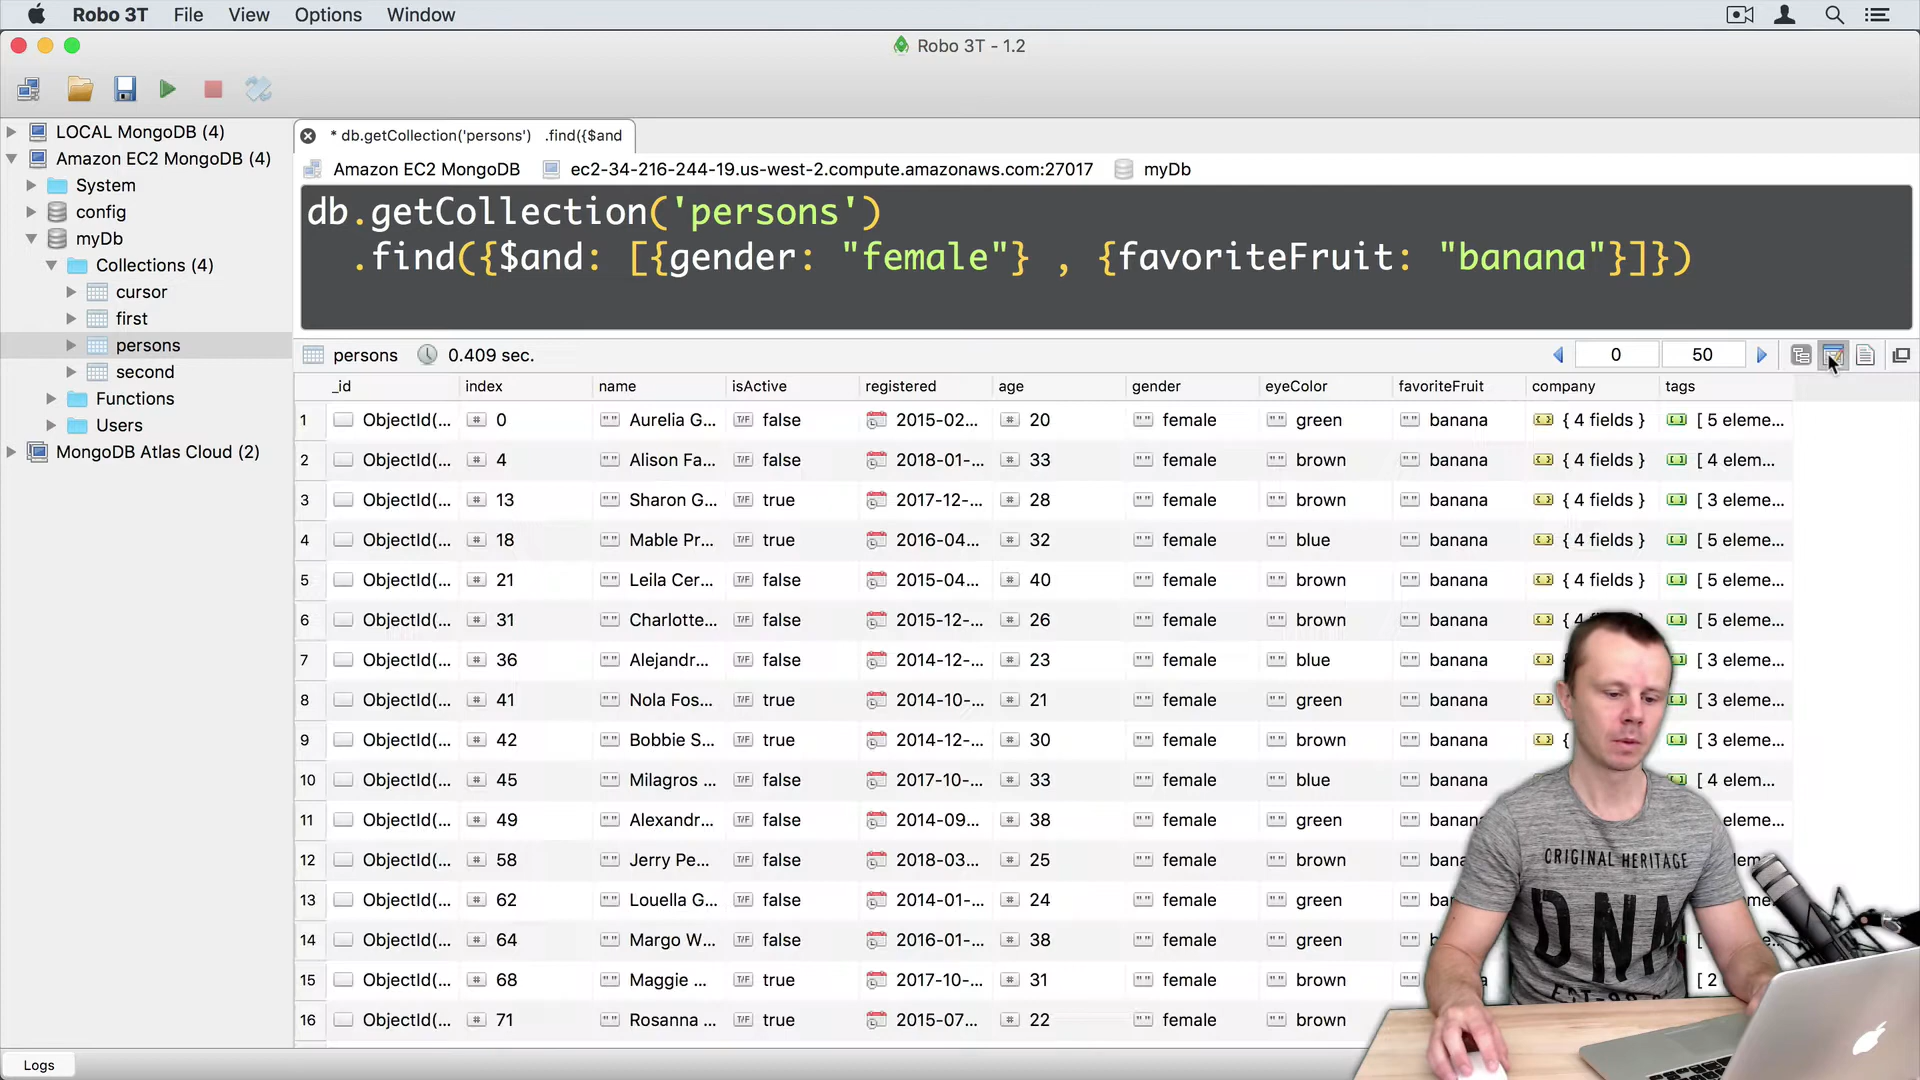 Robo 3T File View Options Window
Robo 3T - 1.2
LOCAL MongoDB (4)
Amazon EC2 MongoDB (4)
System
config
myDb
Collections (4)
cursor
first
persons
second
Functions
Users
MongoDB Atlas Cloud (2)
* db.getCollection('persons') .find({$and
Amazon EC2 MongoDB ec2-34-216-244-19.us-west-2.compute.amazonaws.com:27017 myDb
db.getCollection('persons')
.find({$and: [{gender: "female"} , {favoriteFruit: "banana"}]})
persons 0.409 sec. 0 50
_id index name isActive registered age gender eyeColor favoriteFruit company tags
1 ObjectId(... # 0 "" Aurelia G... T/F false 2015-02... # 20 "" female "" green "" banana { 4 fields } [ 5 eleme...
2 ObjectId(... # 4 "" Alison Fa... T/F false 2018-01-... # 33 "" female "" brown "" banana { 4 fields } [ 4 elem...
3 ObjectId(... # 13 "" Sharon G... T/F true 2017-12-... # 28 "" female "" brown "" banana { 4 fields } [ 3 eleme...
4 ObjectId(... # 18 "" Mable Pr... T/F true 2016-04... # 32 "" female "" blue "" banana { 4 fields } [ 5 eleme...
5 ObjectId(... # 21 "" Leila Cer... T/F false 2015-04... # 40 "" female "" brown "" banana { 4 fields } [ 5 eleme...
6 ObjectId(... # 31 "" Charlotte... T/F false 2015-12-... # 26 "" female "" brown "" banana { 4 [ 5 eleme...
7 ObjectId(... # 36 "" Alejandr... T/F false 2014-12-... # 23 "" female "" blue "" banana [ 3 eleme...
8 ObjectId(... # 41 "" Nola Fos... T/F true 2014-10-... # 21 "" female "" green "" banana [ 3 eleme...
9 ObjectId(... # 42 "" Bobbie S... T/F true 2014-12-... # 30 "" female "" brown "" banana { [ 3 eleme...
10 ObjectId(... # 45 "" Milagros ... T/F false 2017-10-... # 33 "" female "" blue "" banana [ 4 elem...
11 ObjectId(... # 49 "" Alexandr... T/F false 2014-09... # 38 "" female "" green ""
12 ObjectId(... # 58 "" Jerry Pe... T/F false 2018-03... # 25 "" female "" brown ""
13 ObjectId(... # 62 "" Louella G... T/F false 2014-01-... # 24 "" female "" green ""
14 ObjectId(... # 64 "" Margo W... T/F false 2016-01-... # 38 "" female "" green ""
15 ObjectId(... # 68 "" Maggie ... T/F true 2017-10-... # 31 "" female "" brown "" [ 2
16 ObjectId(... # 71 "" Rosanna ... T/F true 2015-07... # 22 "" female "" brown
ORIGINAL HERITAGE
DNM
Logs